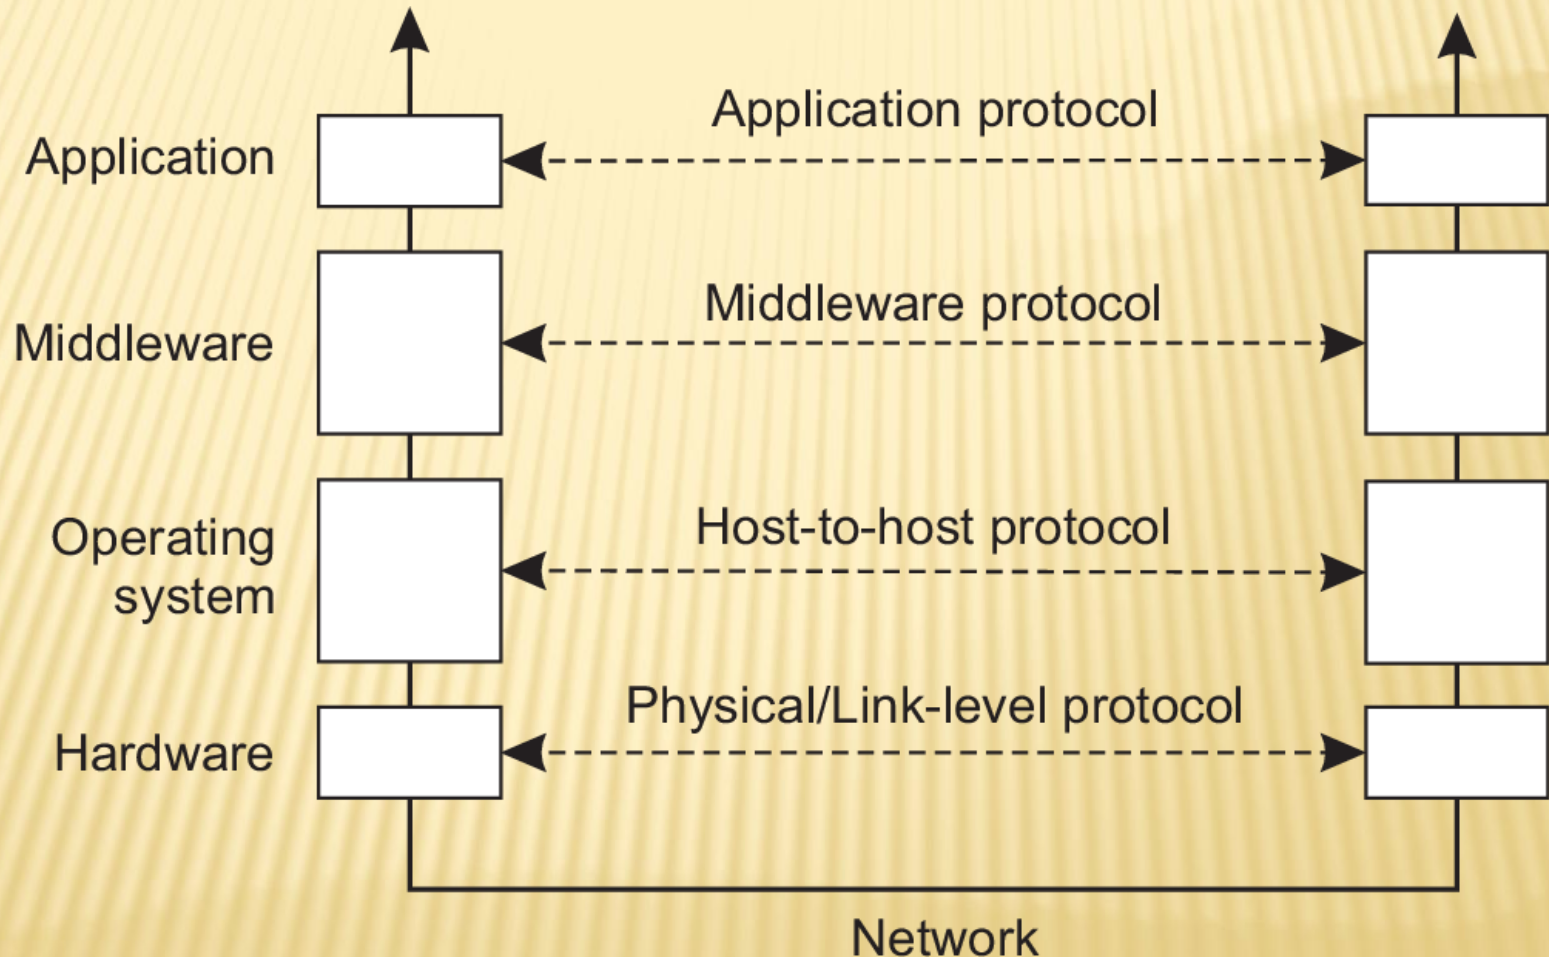 Application protocol
Application
Middleware protocol
Middleware
Host-to-host protocol
Operating
system
Physical/Link-level protocol
Hardware
Network